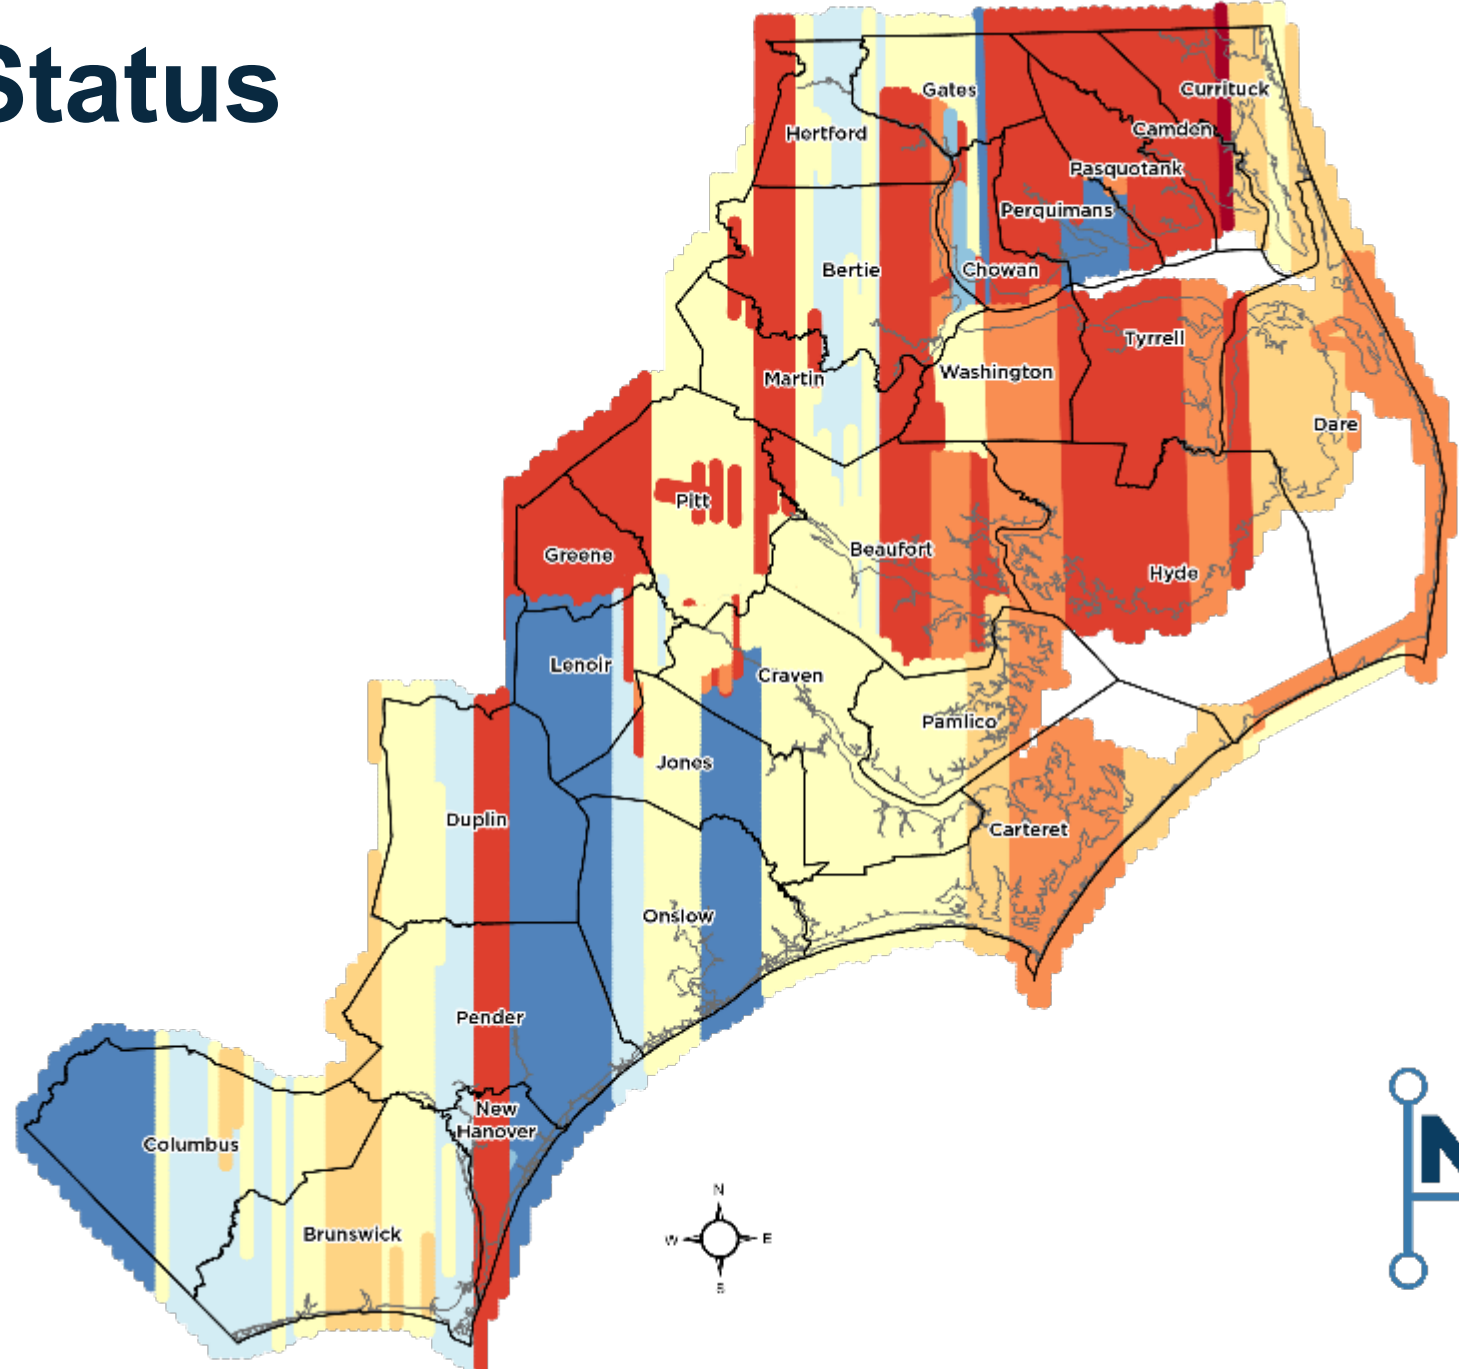 Status
Gates
Currituck
Hertford
Camden
Pasquotank
Perquimans
Bertie
Chowan
Tyrrell
Martin
Washington
Dare
Pitt
Greene
Beaufort
Hyde
Lenoir
Craven
Pamlico
Jones
Duplin
Carteret
Onslow
Pender
New
Hanover
Columbus
Brunswick
N
W E
S
N